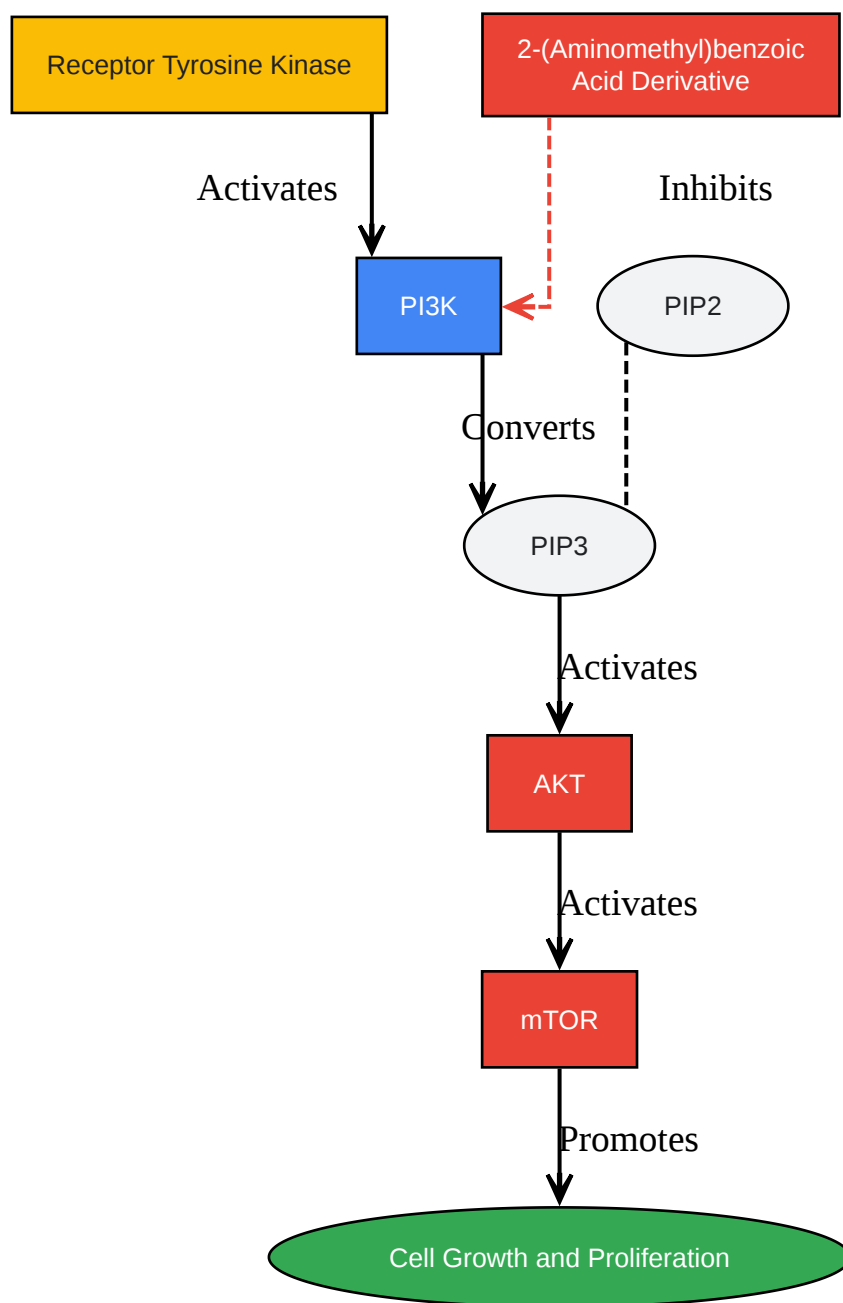 Receptor Tyrosine Kinase
2-(Aminomethyl)benzoic
Acid Derivative
Activates
Inhibits
PI3K
PIP2
Converts
PIP3
Activates
AKT
Activates
mTOR
Promotes
Cell Growth and Proliferation